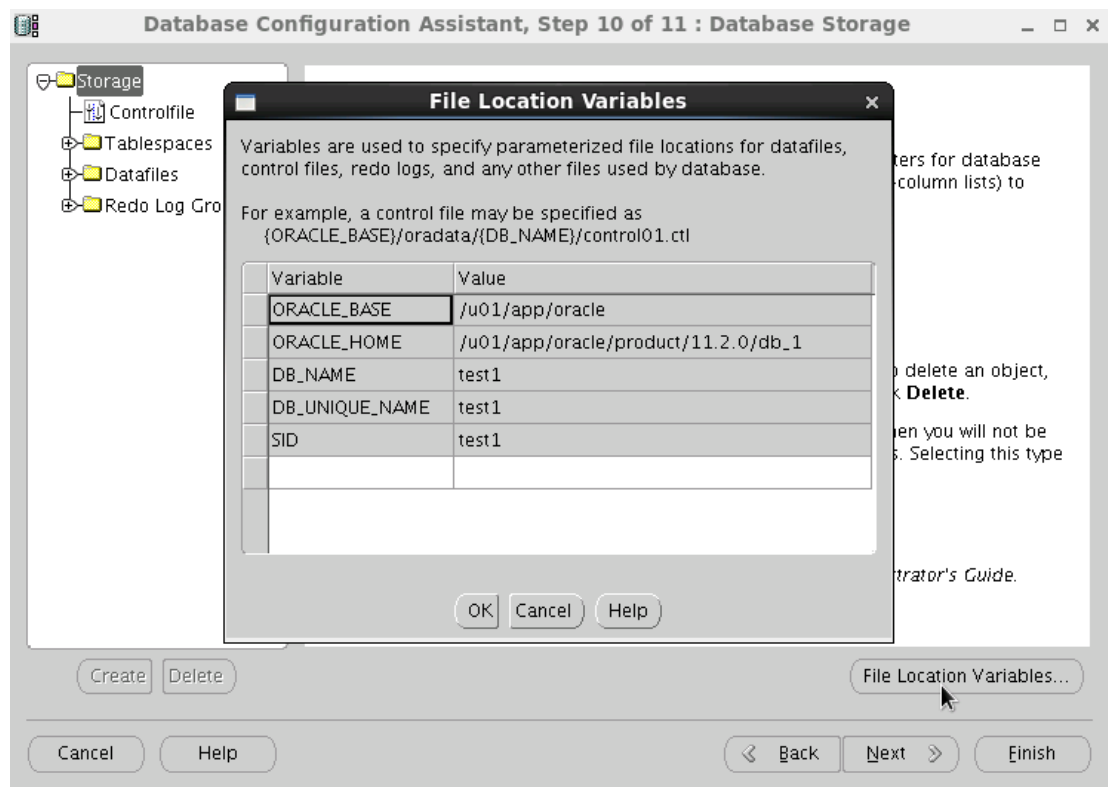 Database Configuration Assistant, Step 10 of 11 : Database Storage
Storage
Controlfile
Tablespaces
Datafiles
Redo Log Gro
File Location Variables
Variables are used to specify parameterized file locations for datafiles,
control files, redo logs, and any other files used by database.
For example, a control file may be specified as
{ORACLE_BASE}/oradata/{DB_NAME}/control01.ctl
Variable Value
ORACLE_BASE /u01/app/oracle
ORACLE_HOME /u01/app/oracle/product/11.2.0/db_1
DB_NAME test1
DB_UNIQUE_NAME test1
SID test1
OK Cancel Help
ters for database
-column lists) to
delete an object,
Delete.
en you will not be
s. Selecting this type
trator's Guide.
Create Delete
File Location Variables...
Cancel Help
Back Next Finish